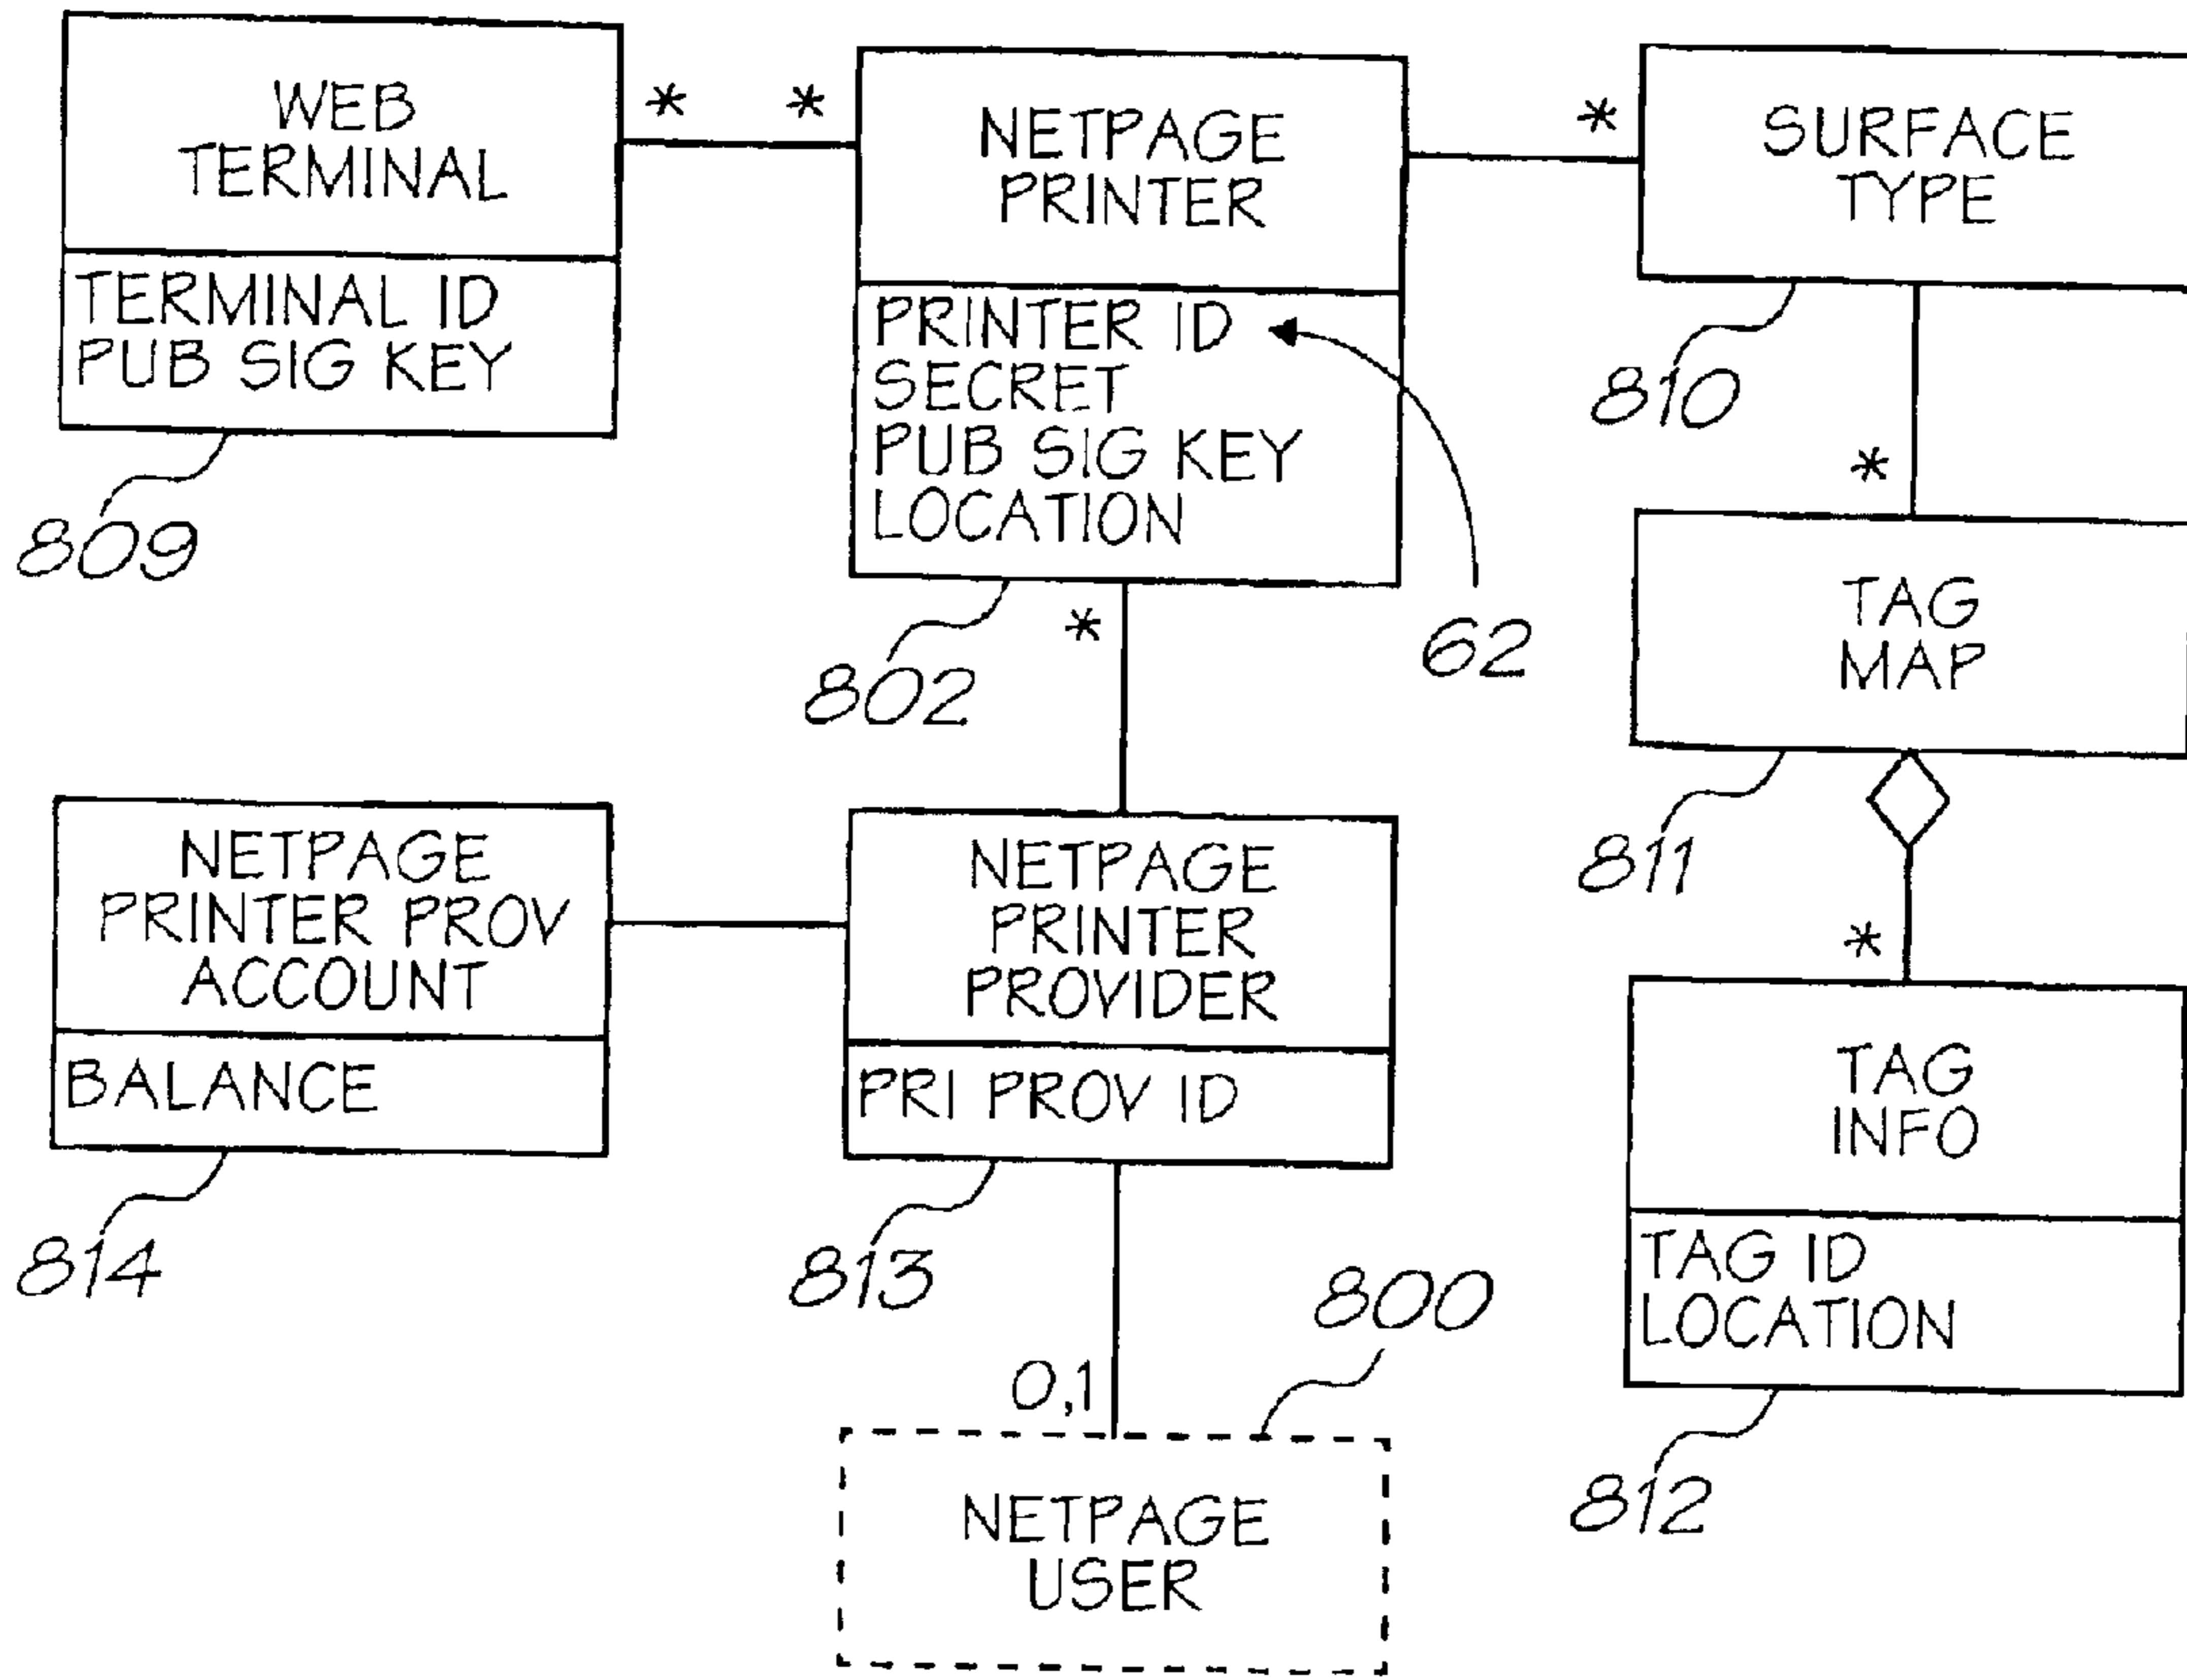 WEB
TERMINAL
TERMINAL ID
PUB SIG KEY
809
*
*
NETPAGE
PRINTER
PRINTER ID
SECRET
PUB SIG KEY
LOCATION
62
802
*
*
SURFACE
TYPE
810
*
TAG
MAP
811
*
TAG
INFO
TAG ID
LOCATION
812
NETPAGE
PRINTER PROV
ACCOUNT
BALANCE
814
NETPAGE
PRINTER
PROVIDER
PRI PROV ID
813
0,1
800
NETPAGE
USER